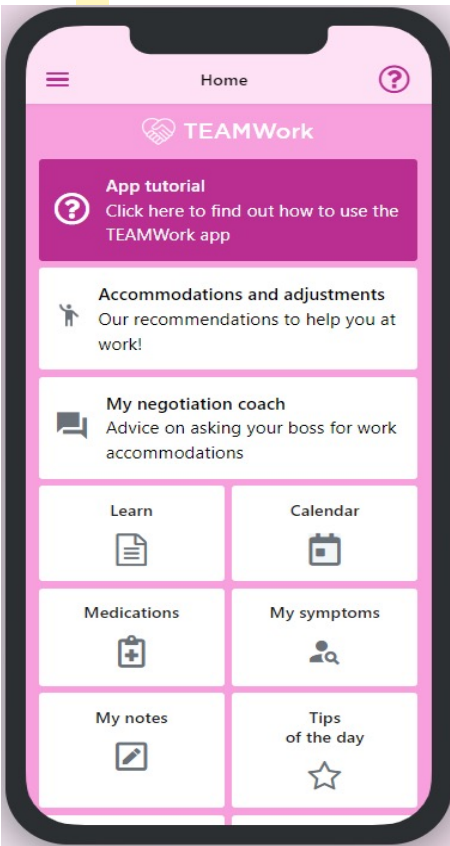 Home
TEAMWork
App tutorial
Click here to find out how to use the
TEAMWork app
Accommodations and adjustments
Our recommendations to help you at
work!
My negotiation coach
Advice on asking your boss for work
accommodations
Learn
Calendar
Medications
My symptoms
My notes
Tips
of the day